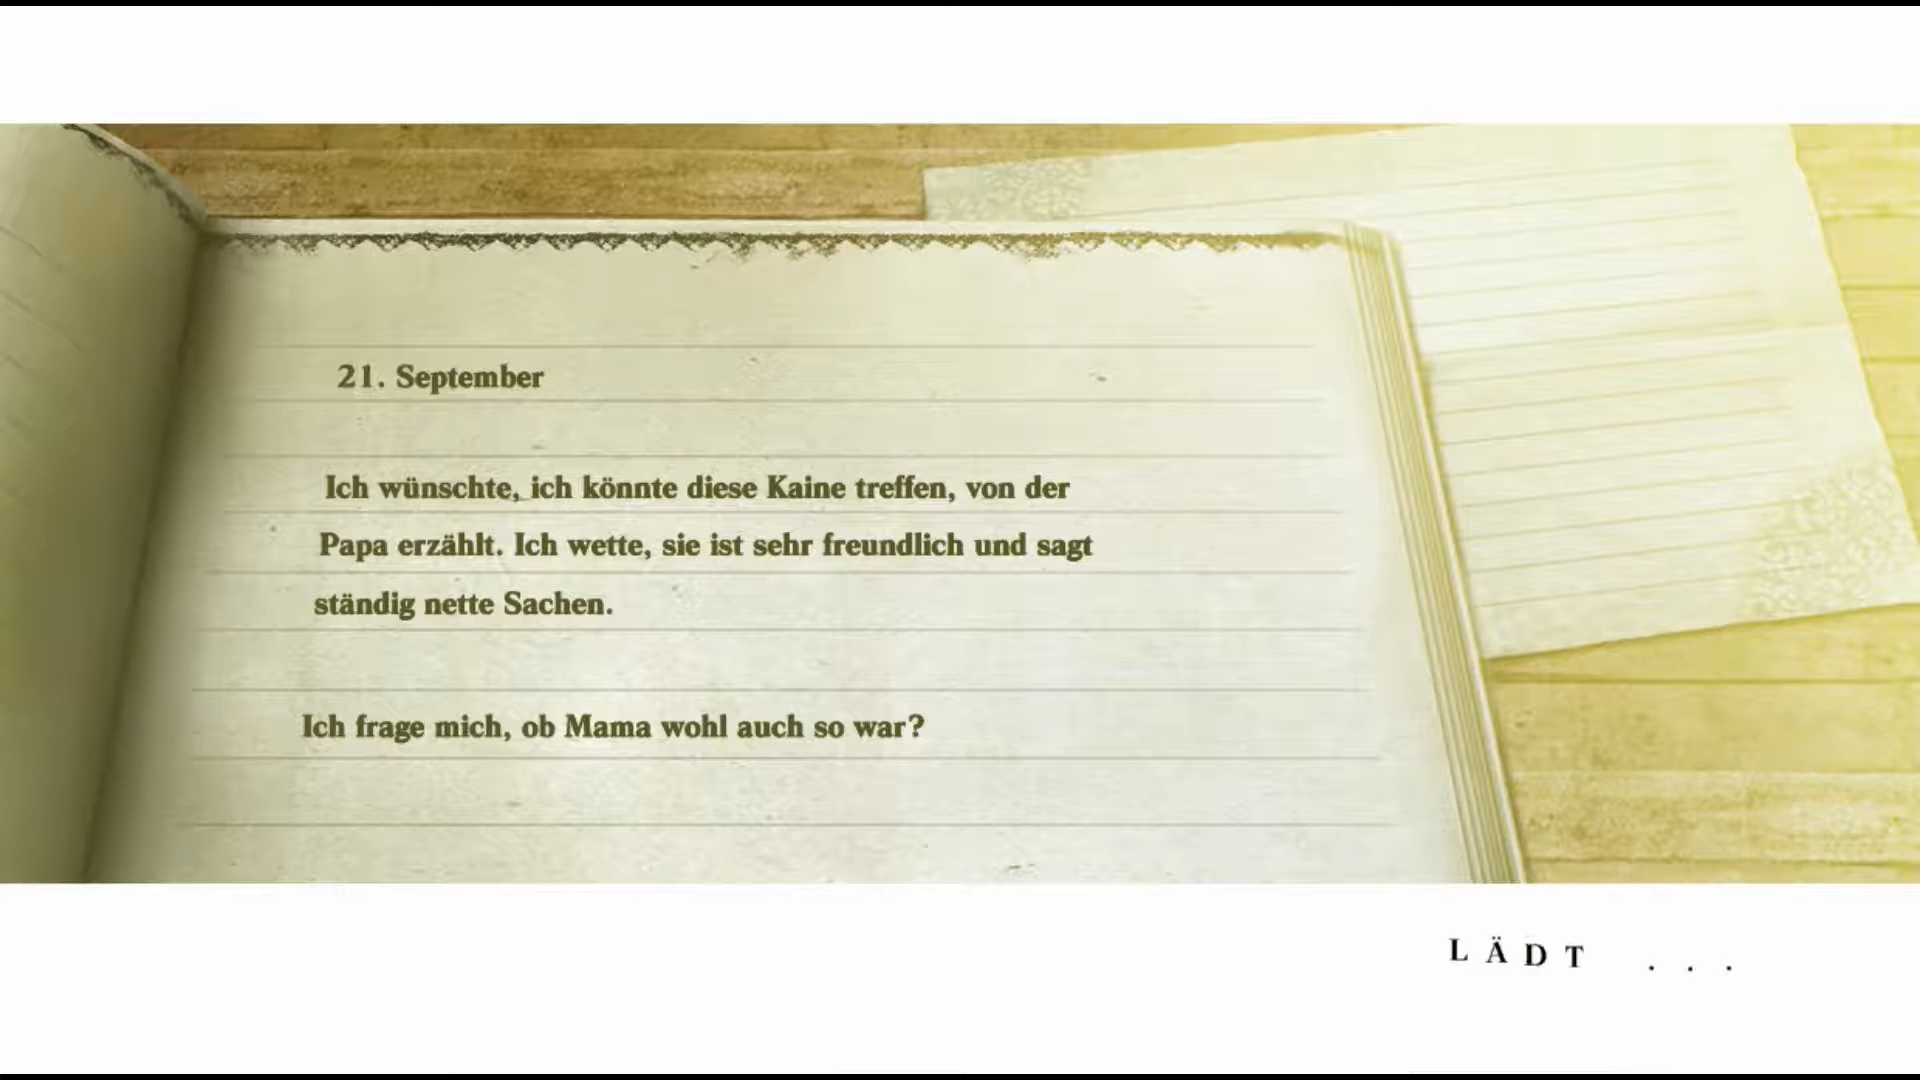 21. September
Ich wünschte, ich könnte diese Kaine treffen, von der
Papa erzählt. Ich wette, sie ist sehr freundlich und sagt
ständig nette Sachen.
Ich frage mich, ob Mama wohl auch so war?
LÄDT ...